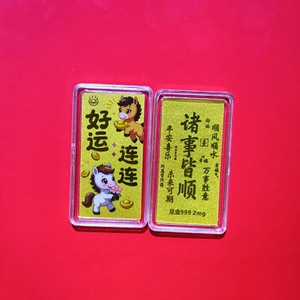 好运
连连
顺风顺水
诸事皆顺
平安喜乐
万事胜意
未来可期
足金999 2mg